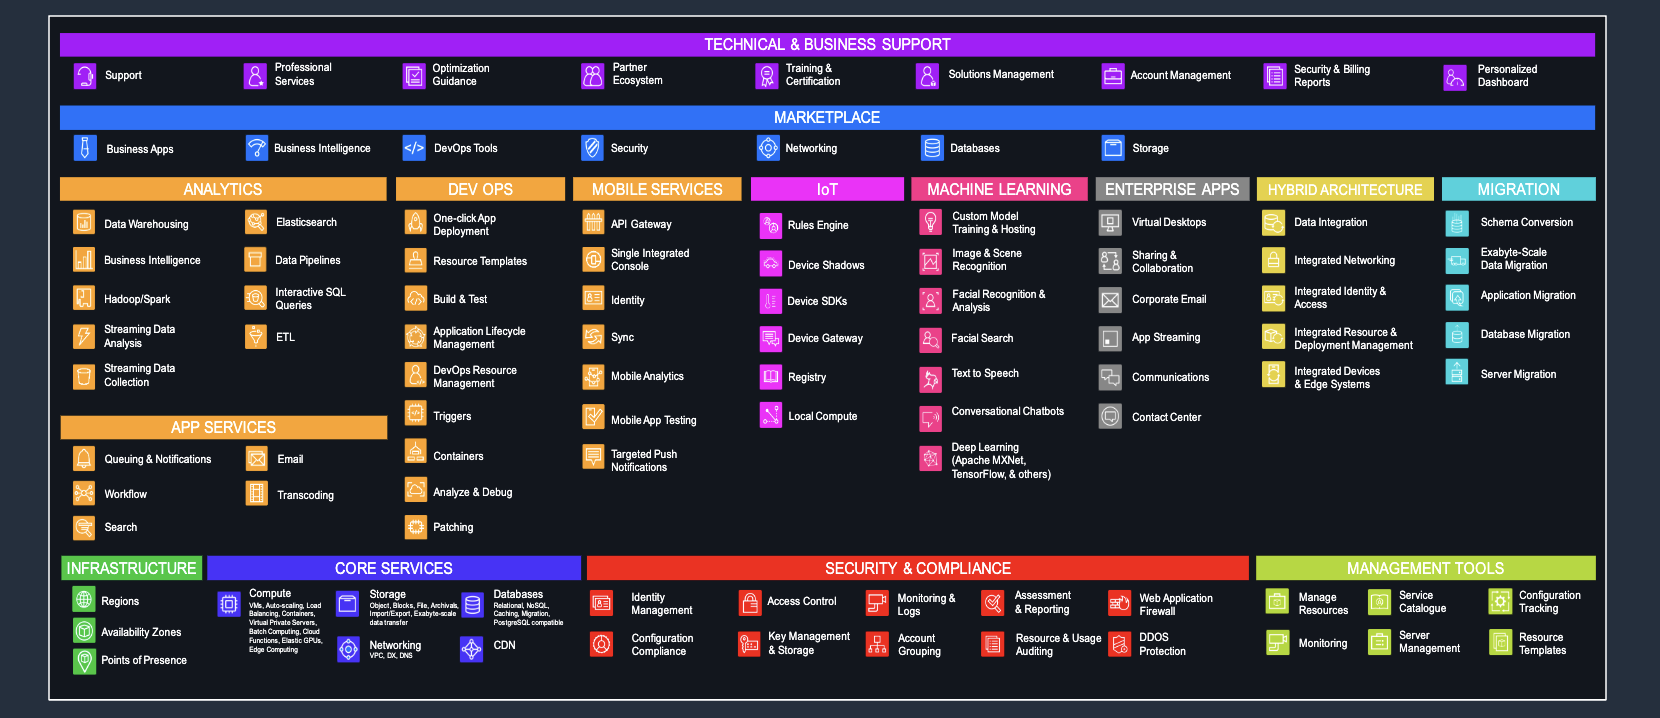 TECHNICAL & BUSINESS SUPPORT
Support
Professional
Services
Optimization
Guidance
Partner
Ecosystem
Training &
Certification
Solutions Management
Account Management
Security & Billing
Reports
Personalized
Dashboard
MARKETPLACE
Business Apps
Business Intelligence
DevOps Tools
Security
Networking
Databases
Storage
ANALYTICS
Data Warehousing
Business Intelligence
Hadoop/Spark
Streaming Data
Analysis
Streaming Data
Collection
Elasticsearch
Data Pipelines
Interactive SQL
Queries
ETL
APP SERVICES
Queuing & Notifications
Workflow
Search
Email
Transcoding
DEV OPS
One-click App
Deployment
Resource Templates
Build & Test
Application Lifecycle
Management
DevOps Resource
Management
Triggers
Containers
Analyze & Debug
Patching
MOBILE SERVICES
API Gateway
Single Integrated
Console
Identity
Sync
Mobile Analytics
Mobile App Testing
Targeted Push
Notifications
IoT
Rules Engine
Device Shadows
Device SDKs
Device Gateway
Registry
Local Compute
MACHINE LEARNING
Custom Model
Training & Hosting
Image & Scene
Recognition
Facial Recognition &
Analysis
Facial Search
Text to Speech
Conversational Chatbots
Deep Learning
(Apache MXNet,
TensorFlow, & others)
ENTERPRISE APPS
Virtual Desktops
Sharing &
Collaboration
Corporate Email
App Streaming
Communications
Contact Center
HYBRID ARCHITECTURE
Data Integration
Integrated Networking
Integrated Identity &
Access
Integrated Resource &
Deployment Management
Integrated Devices
& Edge Systems
MIGRATION
Schema Conversion
Exabyte-Scale
Data Migration
Application Migration
Database Migration
Server Migration
INFRASTRUCTURE
Regions
Availability Zones
Points of Presence
CORE SERVICES
Compute
VMs, Auto-scaling, Load
Balancing, Containers,
Virtual Private Servers,
Batch Computing, Cloud
Functions, Elastic GPUs,
Edge Computing
Storage
Object, Blocks, File, Archivals,
Import/Export, Exabyte-scale
data transfer
Networking
VPC, DX, DNS
Databases
Relational, NoSQL,
Caching, Migration,
PostgreSQL compatible
CDN
SECURITY & COMPLIANCE
Identity
Management
Configuration
Compliance
Access Control
Key Management
& Storage
Monitoring &
Logs
Account
Grouping
Assessment
& Reporting
Resource & Usage
Auditing
Web Application
Firewall
DDOS
Protection
MANAGEMENT TOOLS
Manage
Resources
Monitoring
Service
Catalogue
Server
Management
Configuration
Tracking
Resource
Templates